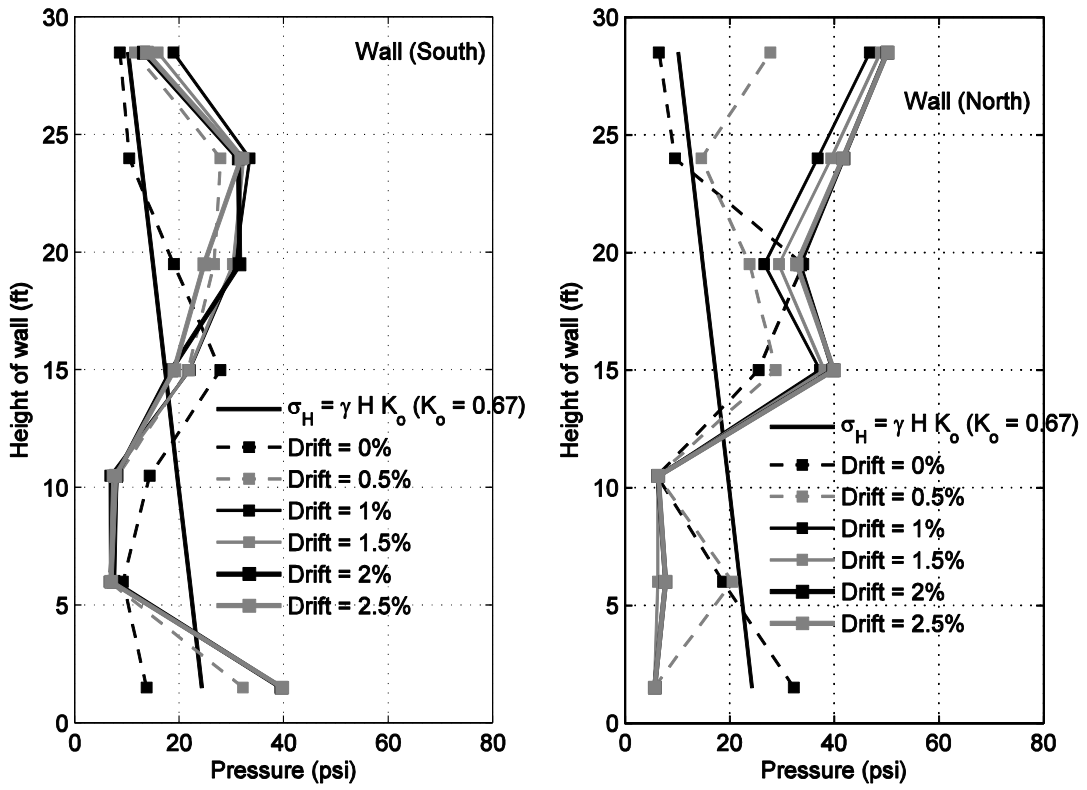 Wall (South)
Height of wall (ft)
30
25
20
15
10
5
0
σH = γ H Ko (Ko = 0.67)
Drift = 0%
Drift = 0.5%
Drift = 1%
Drift = 1.5%
Drift = 2%
Drift = 2.5%
0 20 40 60 80
Pressure (psi)
Wall (North)
Height of wall (ft)
30
25
20
15
10
5
0
σH = γ H Ko (Ko = 0.67)
Drift = 0%
Drift = 0.5%
Drift = 1%
Drift = 1.5%
Drift = 2%
Drift = 2.5%
0 20 40 60 80
Pressure (psi)